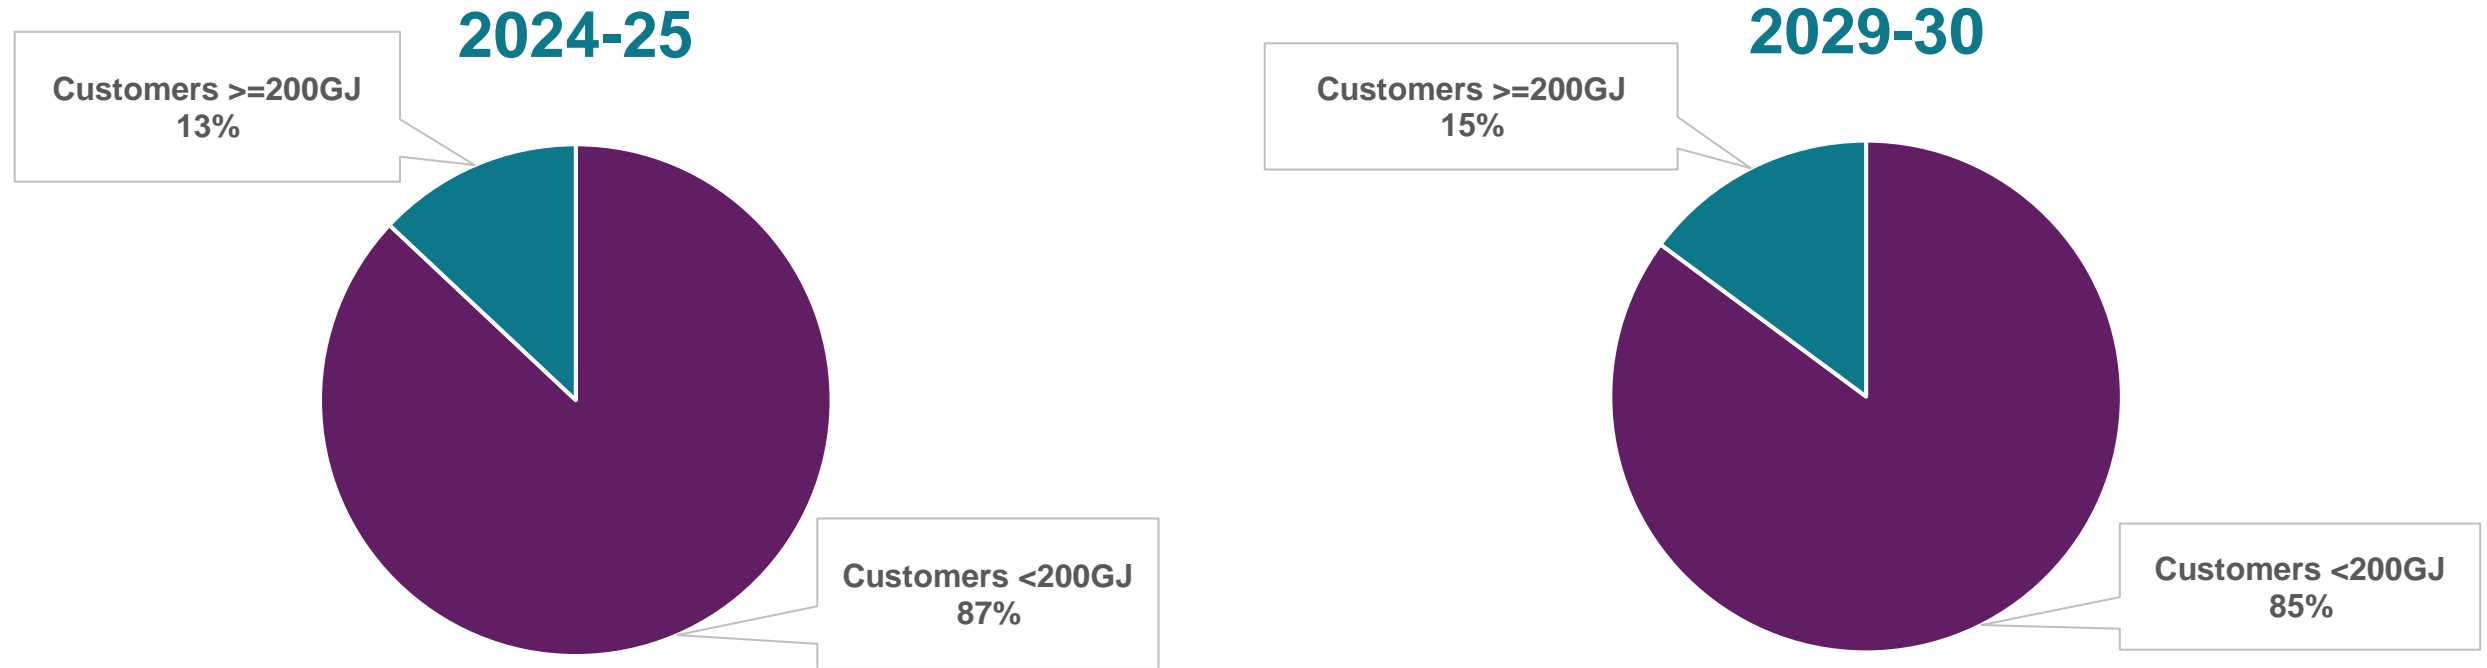 2024-25
Customers >=200GJ
13%
Customers <200GJ
87%
2029-30
Customers >=200GJ
15%
Customers <200GJ
85%